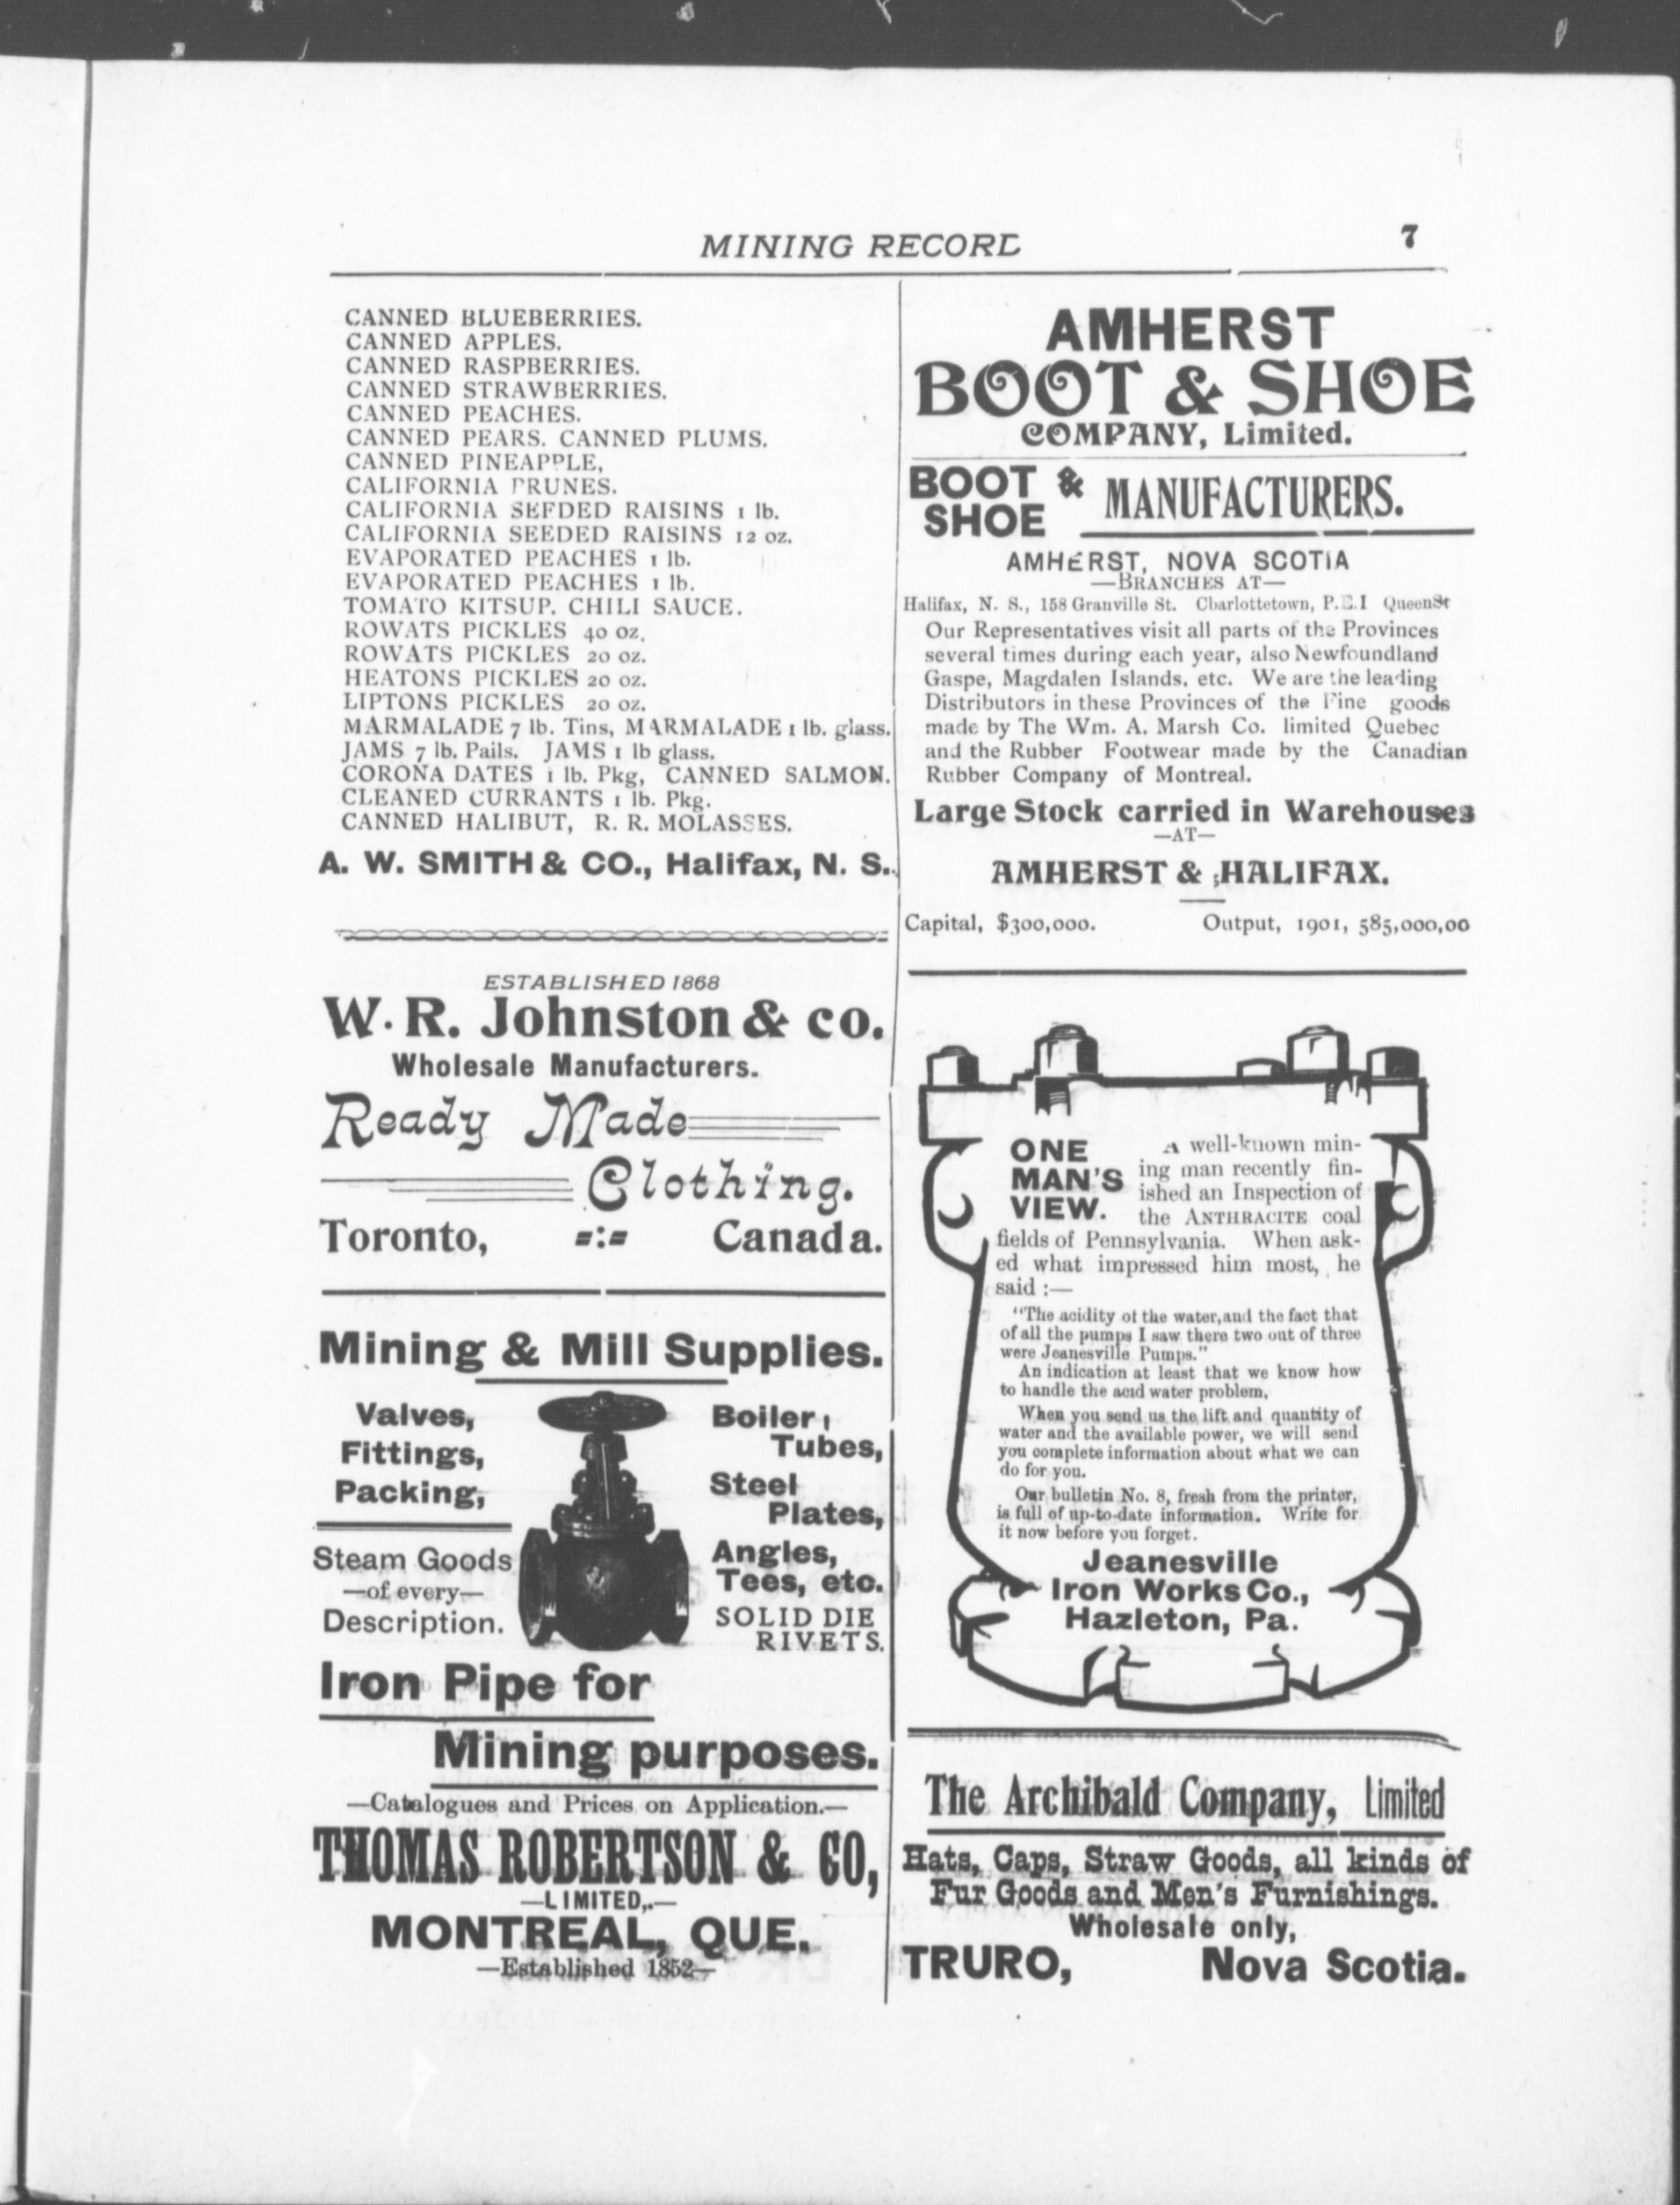 MINING RECORD
7
CANNED BLUEBERRIES.
CANNED APPLES.
CANNED RASPBERRIES.
CANNED STRAWBERRIES.
CANNED PEACHES.
CANNED PEARS. CANNED PLUMS.
CANNED PINEAPPLE,
CALIFORNIA PRUNES.
CALIFORNIA SEFDED RAISINS 1 lb.
CALIFORNIA SEEDED RAISINS 12 oz.
EVAPORATED PEACHES 1 lb.
EVAPORATED PEACHES 1 lb.
TOMATO KITSUP. CHILI SAUCE.
ROWATS PICKLES 40 oz.
ROWATS PICKLES 20 oz.
HEATONS PICKLES 20 oz.
LIPTONS PICKLES 20 oz.
MARMALADE 7 lb. Tins, MARMALADE 1 lb. glass.
JAMS 7 lb. Pails. JAMS 1 lb glass.
CORONA DATES 1 lb. Pkg, CANNED SALMON.
CLEANED CURRANTS 1 lb. Pkg.
CANNED HALIBUT, R. R. MOLASSES.
A. W. SMITH & CO., Halifax, N. S.
ESTABLISHED 1868
W. R. Johnston & co.
Wholesale Manufacturers.
Ready Made
Clothing.
Toronto, =:= Canada.
Mining & Mill Supplies.
Valves,
Fittings,
Packing,
Steam Goods
—of every—
Description.
Boiler
Tubes,
Steel
Plates,
Angles,
Tees, etc.
SOLID DIE
RIVETS.
Iron Pipe for
Mining purposes.
—Catalogues and Prices on Application.—
THOMAS ROBERTSON & CO,
—LIMITED,.—
MONTREAL, QUE.
—Established 1852—
AMHERST
BOOT & SHOE
COMPANY, Limited.
BOOT & SHOE MANUFACTURERS.
AMHERST, NOVA SCOTIA
—BRANCHES AT—
Halifax, N. S., 158 Granville St. Charlottetown, P.E.I QueenSt
Our Representatives visit all parts of the Provinces
several times during each year, also Newfoundland
Gaspe, Magdalen Islands, etc. We are the leading
Distributors in these Provinces of the Fine goods
made by The Wm. A. Marsh Co. limited Quebec
and the Rubber Footwear made by the Canadian
Rubber Company of Montreal.
Large Stock carried in Warehouses
—AT—
AMHERST & HALIFAX.
Capital, $300,000. Output, 1901, 585,000,00
ONE
MAN'S
VIEW.
A well-known min-
ing man recently fin-
ished an Inspection of
the ANTHRACITE coal
fields of Pennsylvania. When ask-
ed what impressed him most, he
said :—
"The acidity of the water, and the fact that
of all the pumps I saw there two out of three
were Jeanesville Pumps."
An indication at least that we know how
to handle the acid water problem,
When you send us the lift and quantity of
water and the available power, we will send
you complete information about what we can
do for you.
Our bulletin No. 8, fresh from the printer,
is full of up-to-date information. Write for
it now before you forget.
Jeanesville
Iron Works Co.,
Hazleton, Pa.
The Archibald Company, Limited
Hats, Caps, Straw Goods, all kinds of
Fur Goods and Men's Furnishings.
Wholesale only,
TRURO, Nova Scotia.